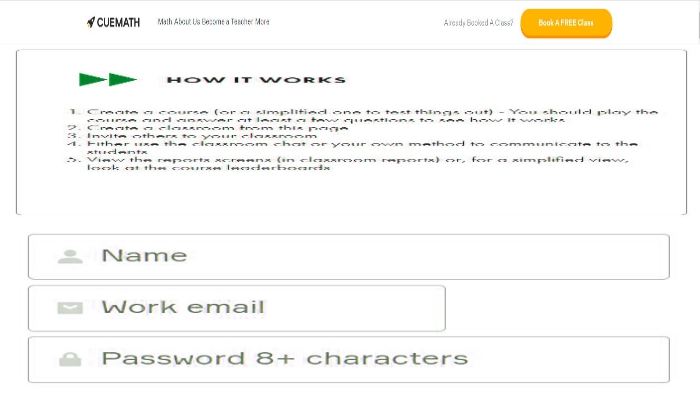 CUEMATH Math About Us Become a Teacher More Already Booked A Class? Book A FREE Class
HOW IT WORKS
1. Create a course (or a simplified one to test things out) - You should play the
course and answer at least a few questions to see how it works
2. Create a classroom from this page
3. Invite others to your classroom
4. Either use the classroom chat or your own method to communicate to the
students
5. View the reports screens (in classroom reports) or, for a simplified view,
look at the course leaderboards
Name
Work email
Password 8+ characters